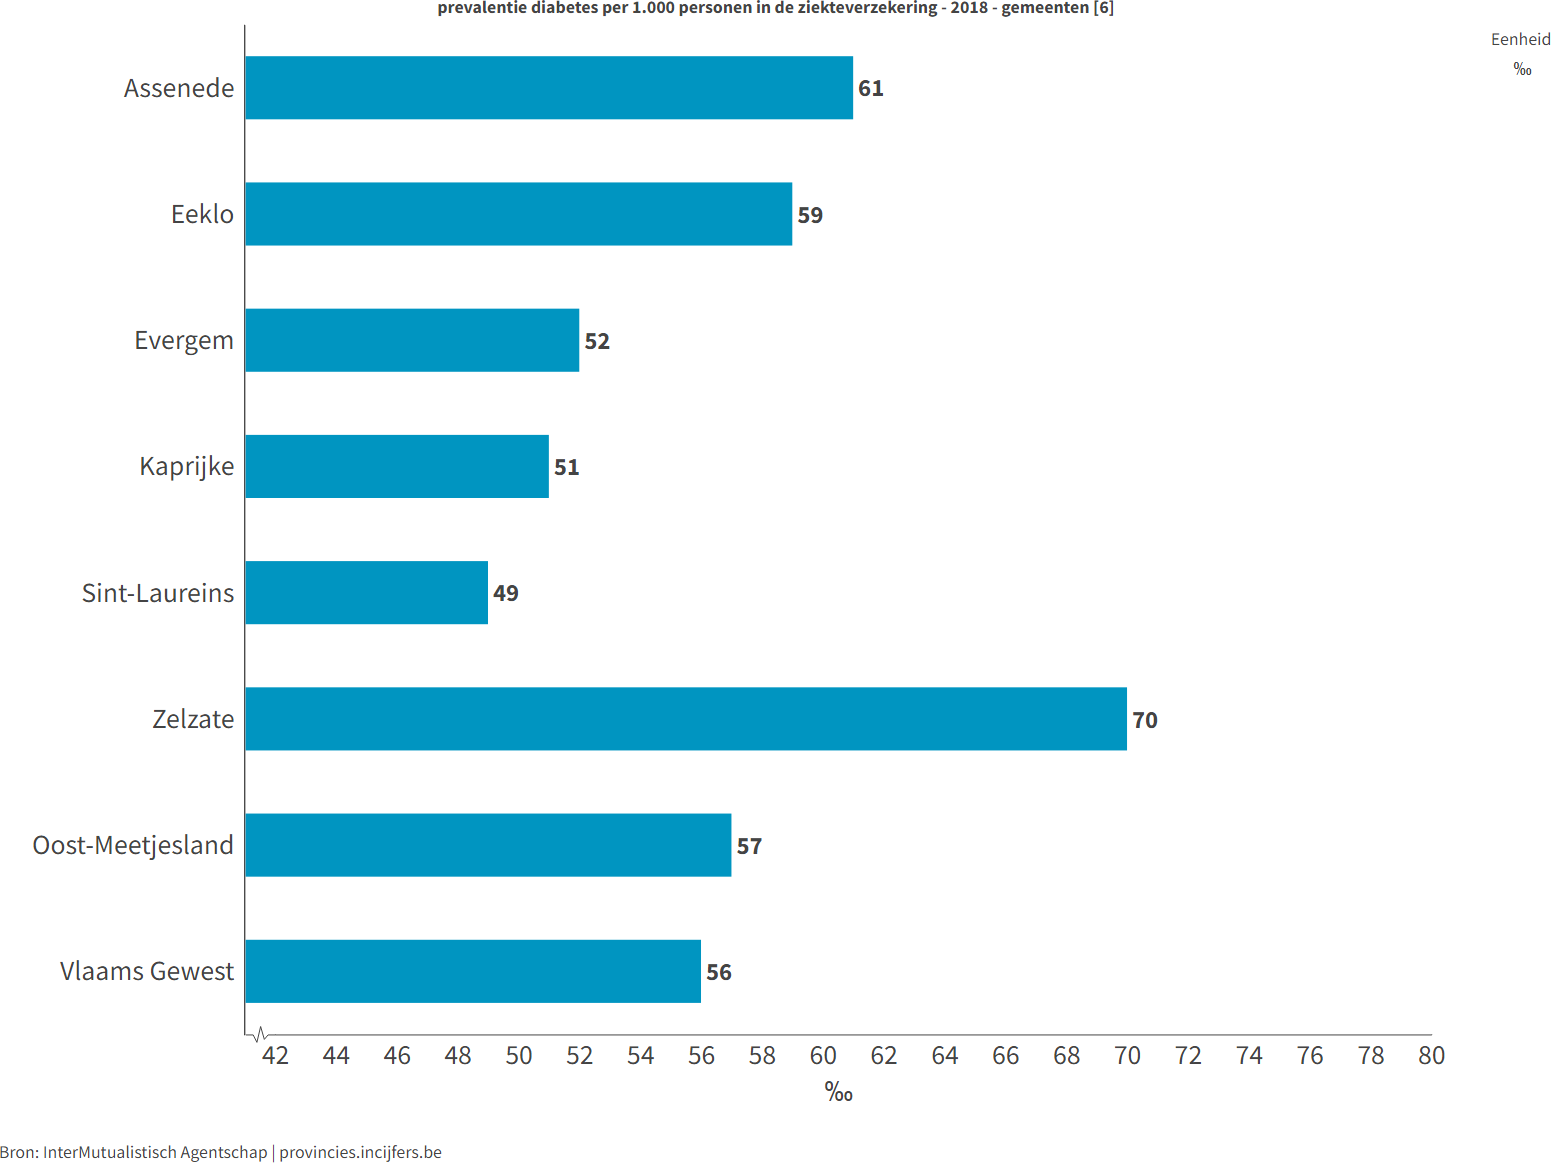 prevalentie diabetes per 1.000 personen in de ziekteverzekering - 2018 - gemeenten [6]
Eenheid
‰
Assenede 61
Eeklo 59
Evergem 52
Kaprijke 51
Sint-Laureins 49
Zelzate 70
Oost-Meetjesland 57
Vlaams Gewest 56
42 44 46 48 50 52 54 56 58 60 62 64 66 68 70 72 74 76 78 80
‰
Bron: InterMutualistisch Agentschap | provincies.incijfers.be